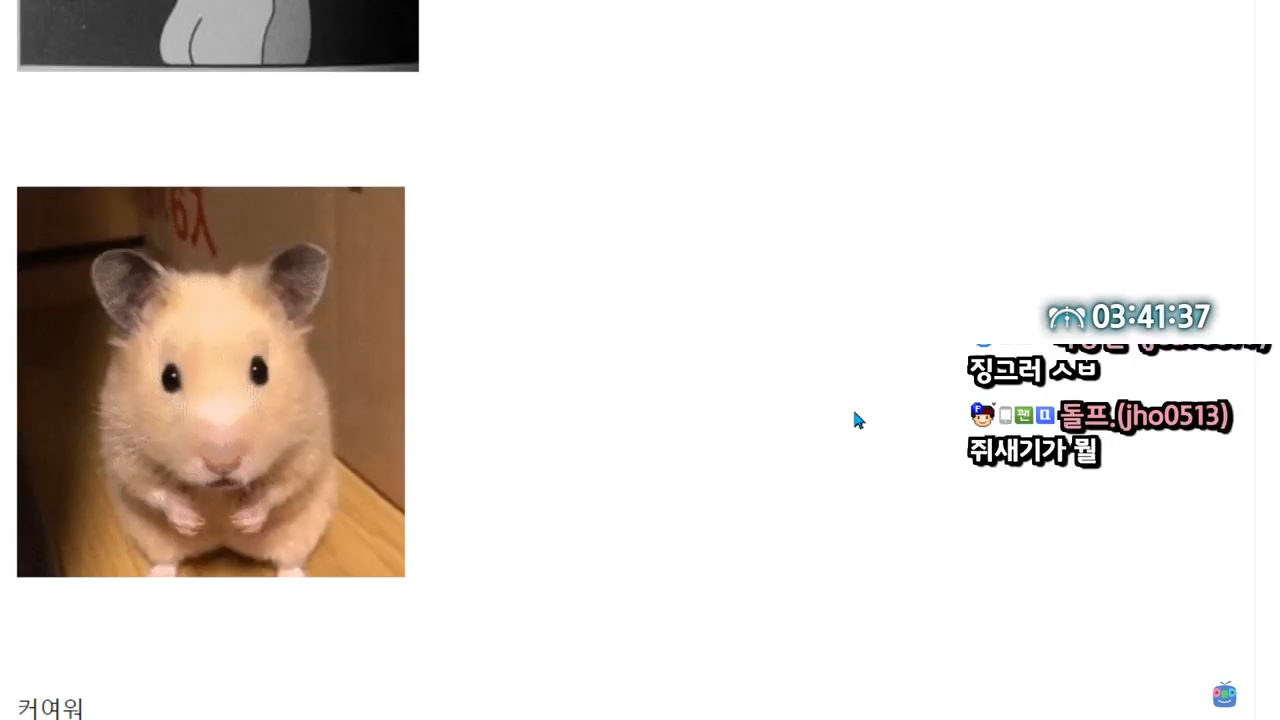 03:41:37
징그러 ㅅㅂ
돌프.(jho0513)
쥐새기가 뭘
커여워